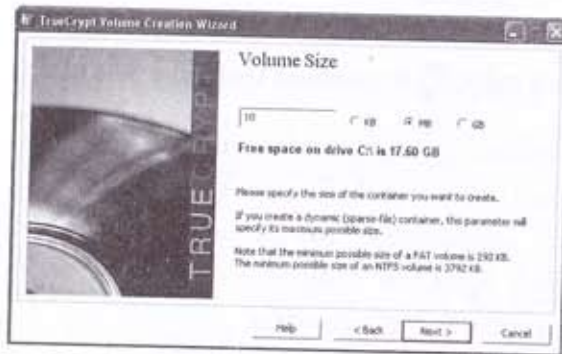 TrueCrypt Volume Creation Wizard
TRUECRYPT
Volume Size
10 KB MB GB
Free space on drive C:\ is 17.60 GB
Please specify the size of the container you want to create.
If you create a dynamic (sparse-file) container, this parameter will
specify its maximum possible size.
Note that the minimum possible size of a FAT volume is 292 KB.
The minimum possible size of an NTFS volume is 3792 KB.
Help < Back Next > Cancel